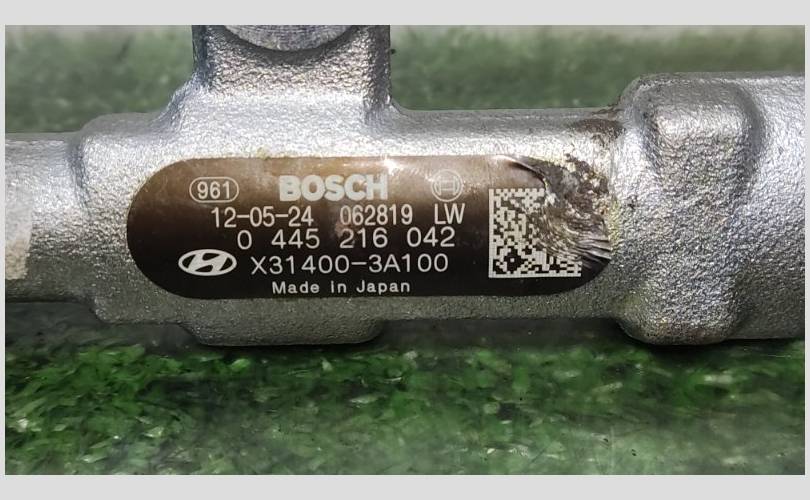 961 BOSCH
12-05-24 062819 LW
0 445 216 042
X31400-3A100
Made in Japan